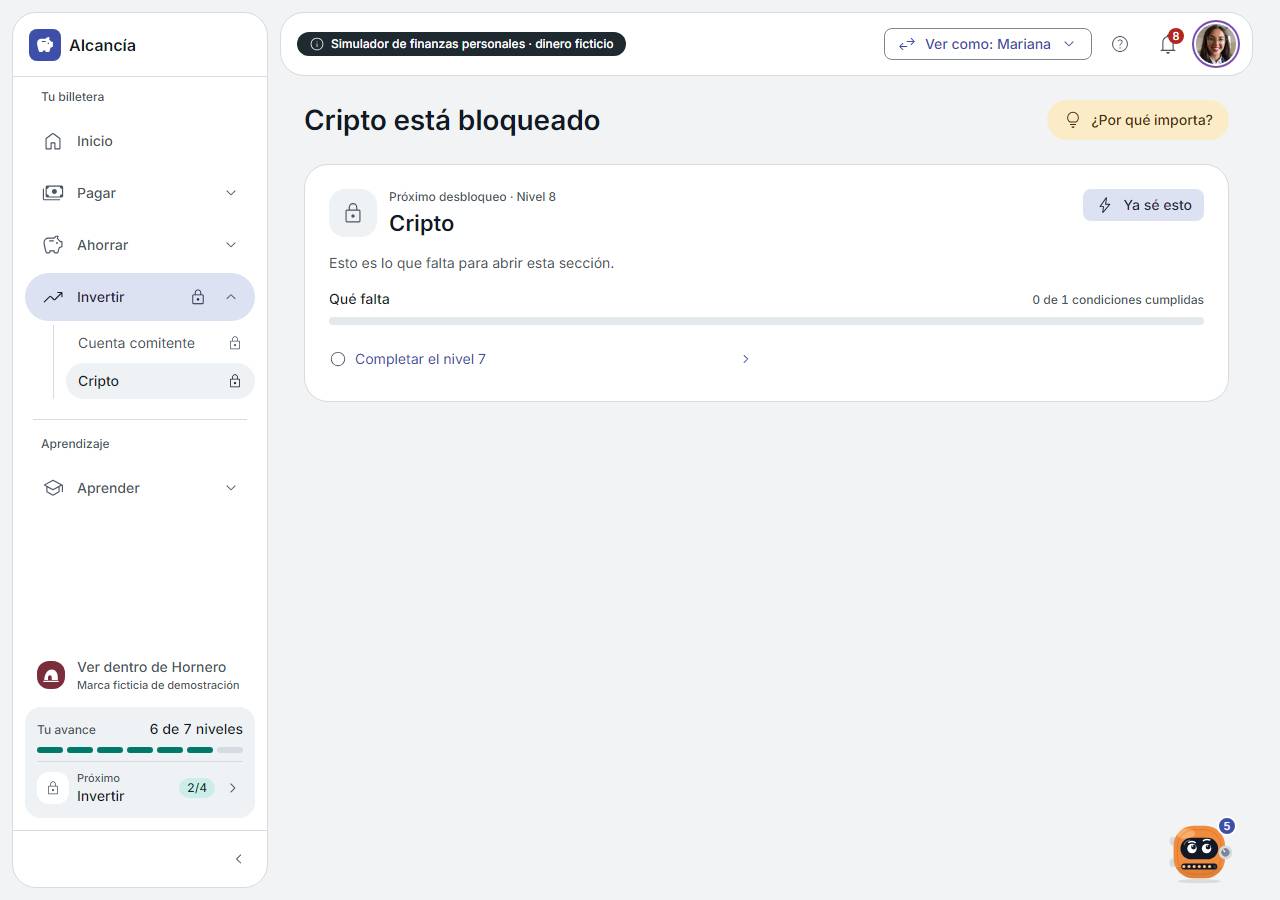 Alcancía
Simulador de finanzas personales · dinero ficticio
Ver como: Mariana
8
Tu billetera
Inicio
Pagar
Ahorrar
Invertir
Cuenta comitente
Cripto
Aprendizaje
Aprender
Ver dentro de Hornero
Marca ficticia de demostración
Tu avance
6 de 7 niveles
Próximo
Invertir
2/4
Cripto está bloqueado
¿Por qué importa?
Próximo desbloqueo · Nivel 8
Cripto
Ya sé esto
Esto es lo que falta para abrir esta sección.
Qué falta
0 de 1 condiciones cumplidas
Completar el nivel 7
5